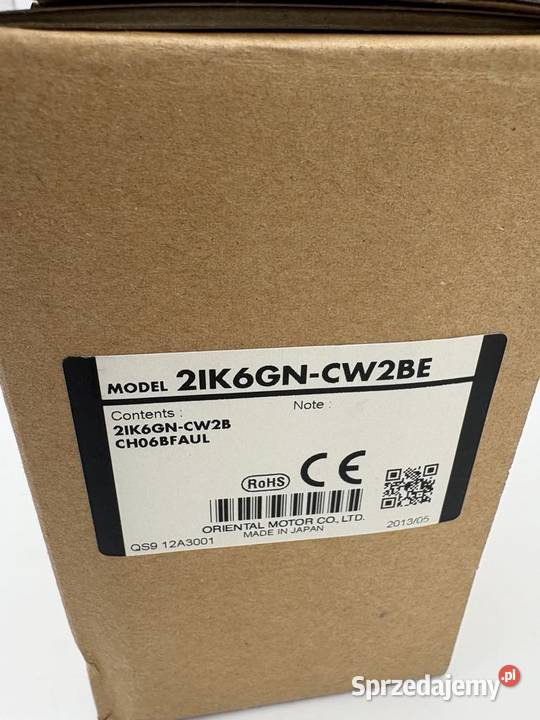 MODEL 2IK6GN-CW2BE
Contents : Note :
2IK6GN-CW2B
CH06BFAUL
RoHS CE
ORIENTAL MOTOR CO., LTD.
MADE IN JAPAN
QS9 12A3001 2013/05
Sprzedajemy.pl